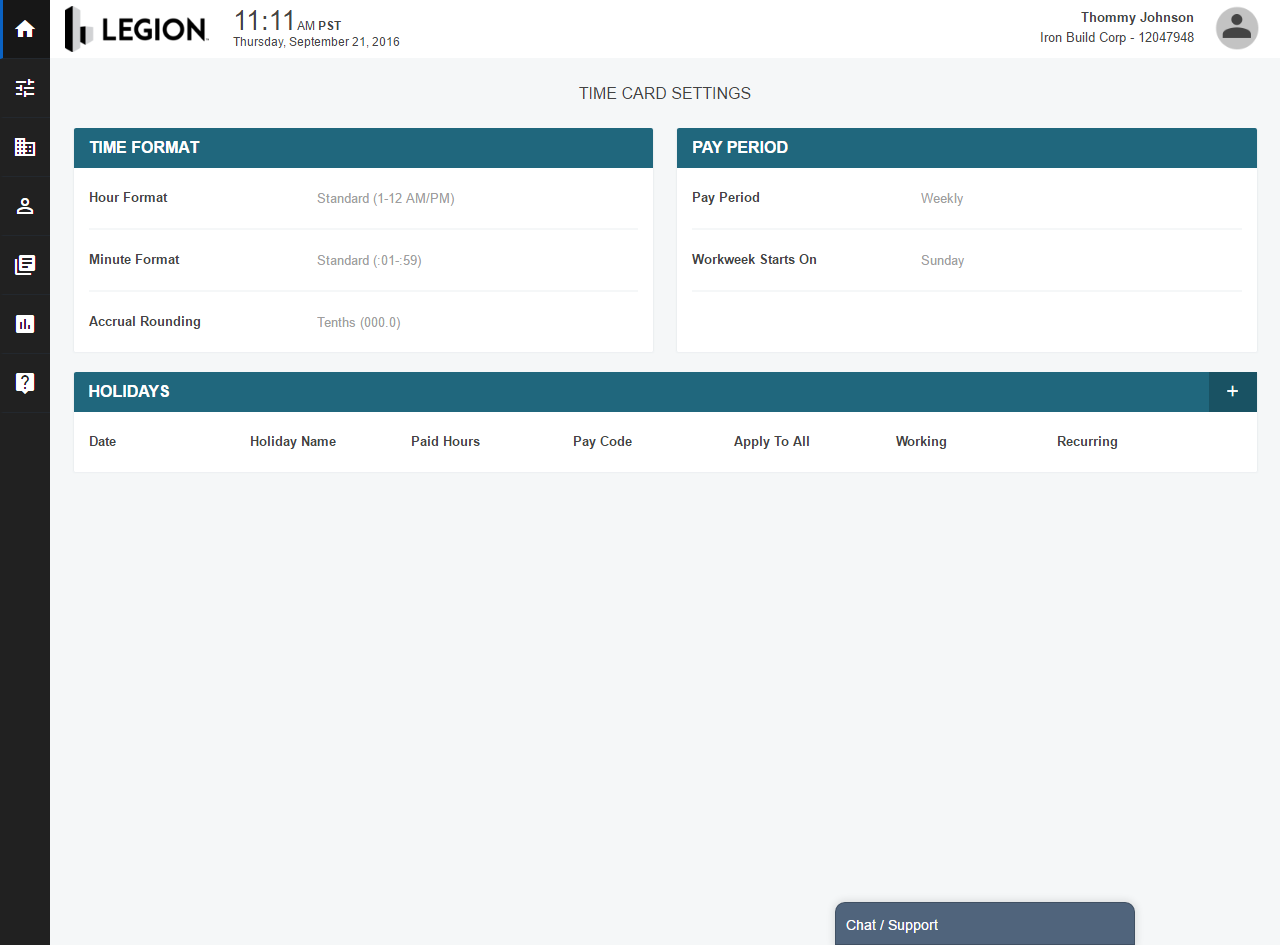 LEGION
11:11 AM PST
Thursday, September 21, 2016
Thommy Johnson
Iron Build Corp - 12047948
TIME CARD SETTINGS
TIME FORMAT
Hour Format Standard (1-12 AM/PM)
Minute Format Standard (:01-:59)
Accrual Rounding Tenths (000.0)
PAY PERIOD
Pay Period Weekly
Workweek Starts On Sunday
HOLIDAYS +
Date Holiday Name Paid Hours Pay Code Apply To All Working Recurring
Chat / Support